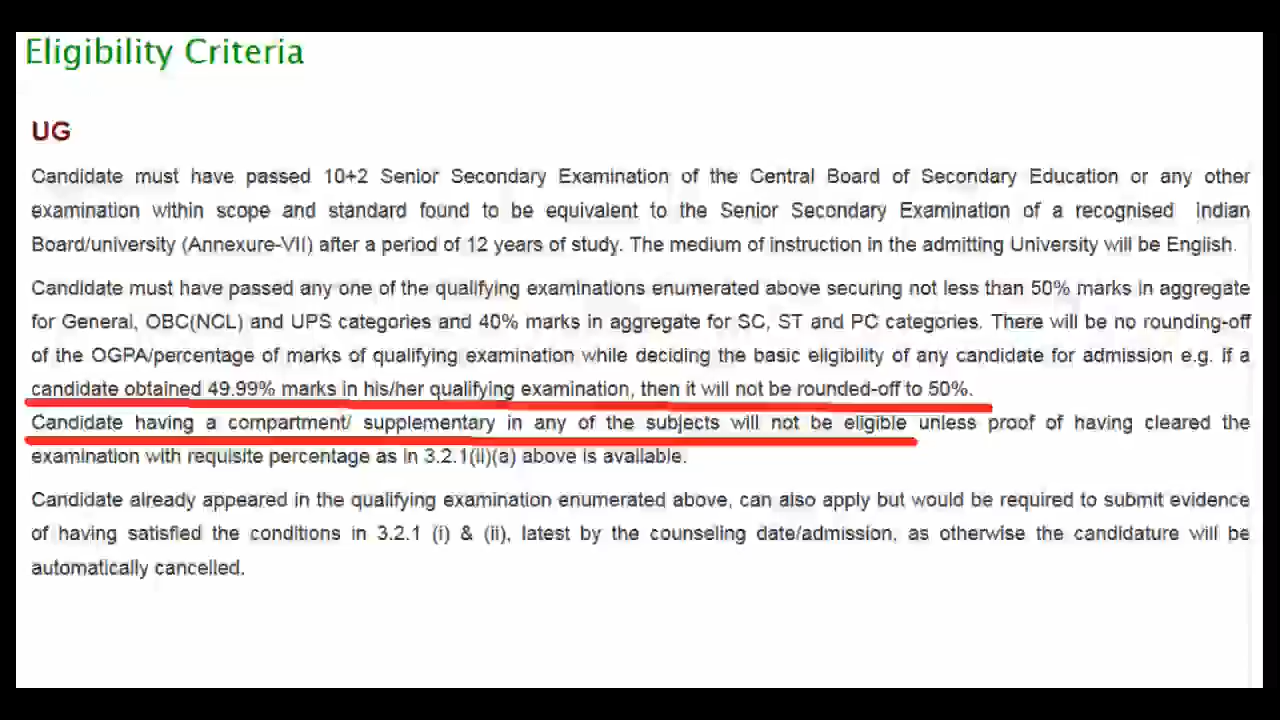 Eligibility Criteria
UG
Candidate must have passed 10+2 Senior Secondary Examination of the Central Board of Secondary Education or any other
examination within scope and standard found to be equivalent to the Senior Secondary Examination of a recognised Indian
Board/university (Annexure-VII) after a period of 12 years of study. The medium of instruction in the admitting University will be English.
Candidate must have passed any one of the qualifying examinations enumerated above securing not less than 50% marks in aggregate
for General, OBC(NCL) and UPS categories and 40% marks in aggregate for SC, ST and PC categories. There will be no rounding-off
of the OGPA/percentage of marks of qualifying examination while deciding the basic eligibility of any candidate for admission e.g. if a
candidate obtained 49.99% marks in his/her qualifying examination, then it will not be rounded-off to 50%.
Candidate having a compartment/ supplementary in any of the subjects will not be eligible unless proof of having cleared the
examination with requisite percentage as in 3.2.1(ii)(a) above is available.
Candidate already appeared in the qualifying examination enumerated above, can also apply but would be required to submit evidence
of having satisfied the conditions in 3.2.1 (i) & (ii), latest by the counseling date/admission, as otherwise the candidature will be
automatically cancelled.